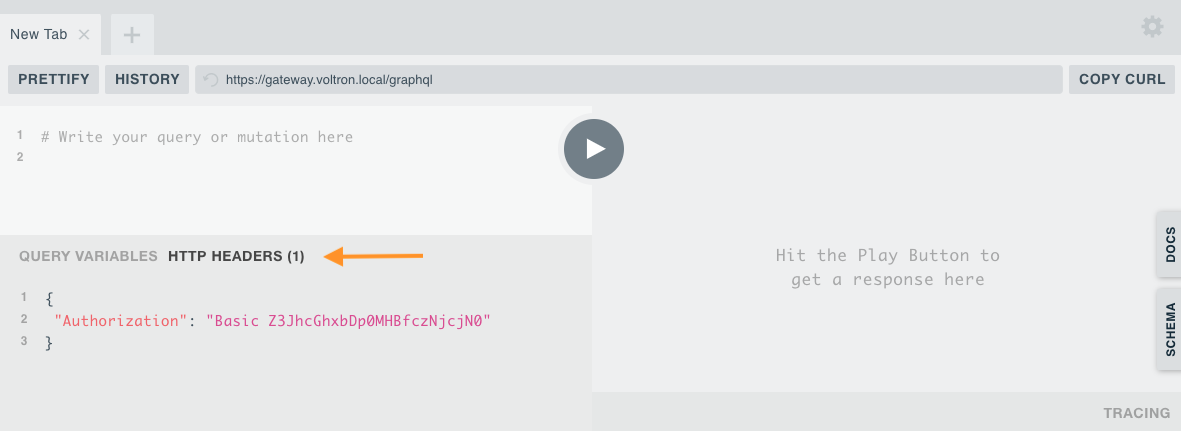 New Tab
PRETTIFY
HISTORY
https://gateway.voltron.local/graphql
COPY CURL
1 # Write your query or mutation here
2
QUERY VARIABLES HTTP HEADERS (1)
1 {
2 "Authorization": "Basic Z3JhcGhxbDp0MHBfczNjcjN0"
3 }
Hit the Play Button to
get a response here
DOCS
SCHEMA
TRACING